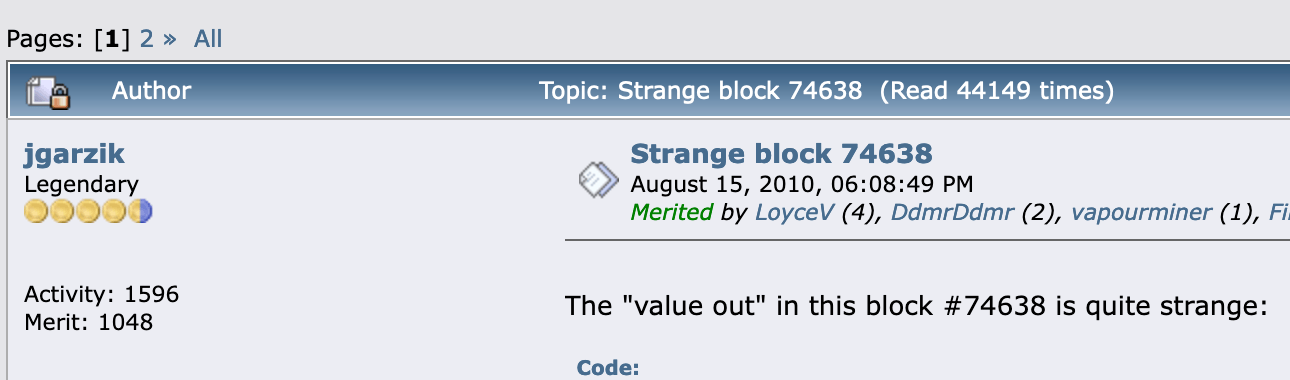 Pages: [1] 2 » All
Author Topic: Strange block 74638 (Read 44149 times)
jgarzik
Legendary
Activity: 1596
Merit: 1048
Strange block 74638
August 15, 2010, 06:08:49 PM
Merited by LoyceV (4), DdmrDdmr (2), vapourminer (1),
The "value out" in this block #74638 is quite strange:
Code: